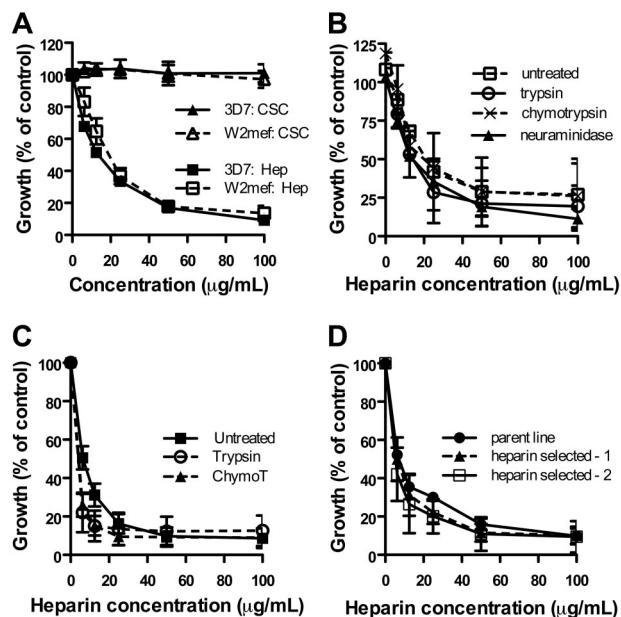 A
Growth (% of control)
120
100
80
60
40
20
0
0 20 40 60 80 100
Concentration (μg/mL)
3D7: CSC
W2mef: CSC
3D7: Hep
W2mef: Hep
B
Growth (% of control)
125
100
75
50
25
0
0 20 40 60 80 100
Heparin concentration (μg/mL)
untreated
trypsin
chymotrypsin
neuraminidase
C
Growth (% of control)
100
80
60
40
20
0
0 20 40 60 80 100
Heparin concentration (μg/mL)
Untreated
Trypsin
ChymoT
D
Growth (% of control)
100
80
60
40
20
0
0 20 40 60 80 100
Heparin concentration (μg/mL)
parent line
heparin selected - 1
heparin selected - 2